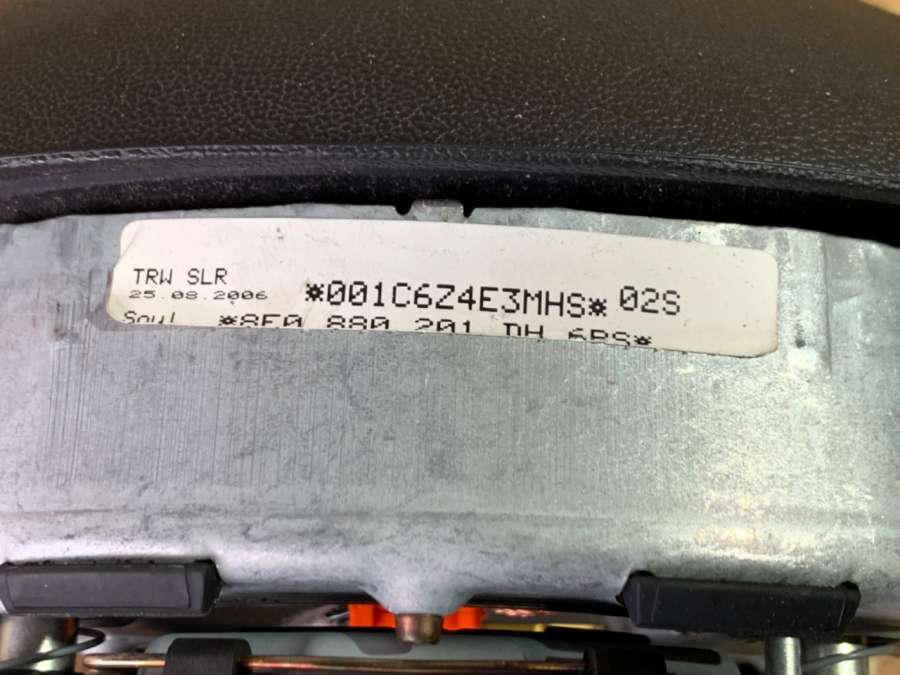 TRW SLR
25.08.2006 *001C6Z4E3MHS* 02S
Soul *8E0 880 201 DH 6PS*